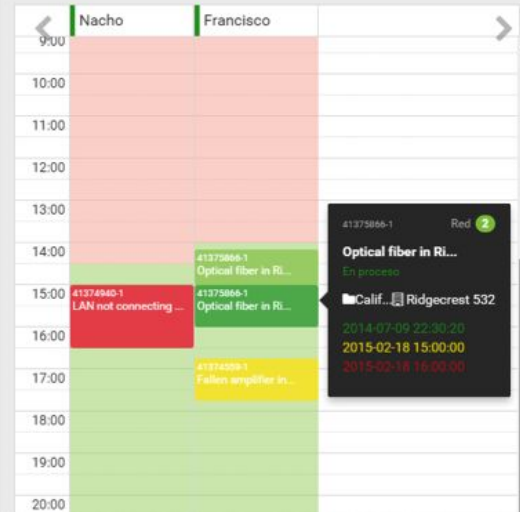 Nacho
Francisco
9:00
10:00
11:00
12:00
13:00
14:00
15:00
16:00
17:00
18:00
19:00
20:00
41374940-1
LAN not connecting ...
41375866-1
Optical fiber in Ri...
41375866-1
Optical fiber in Ri...
41374559-1
Fallen amplifier in...
41375866-1 Red 2
Optical fiber in Ri...
En proceso
Calif... Ridgecrest 532
2014-07-09 22:30:20
2015-02-18 15:00:00
2015-02-18 16:00:00